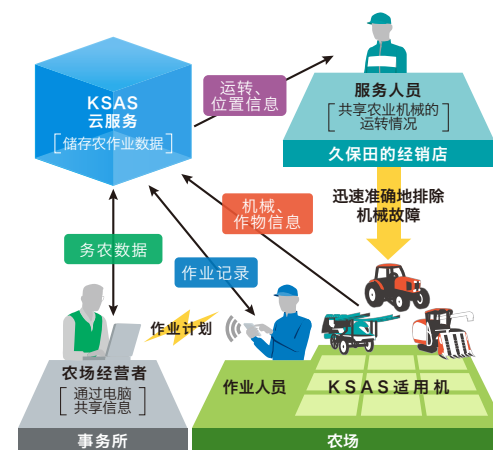 KSAS
云服务
[储存农作业数据]
运转、
位置信息
服务人员
[共享农业机械的
运转情况]
久保田的经销店
迅速准确地排除
机械故障
机械、
作物信息
务农数据
作业记录
作业计划
农场经营者
[通过电脑
共享信息]
事务所
作业人员
KSAS适用机
农场